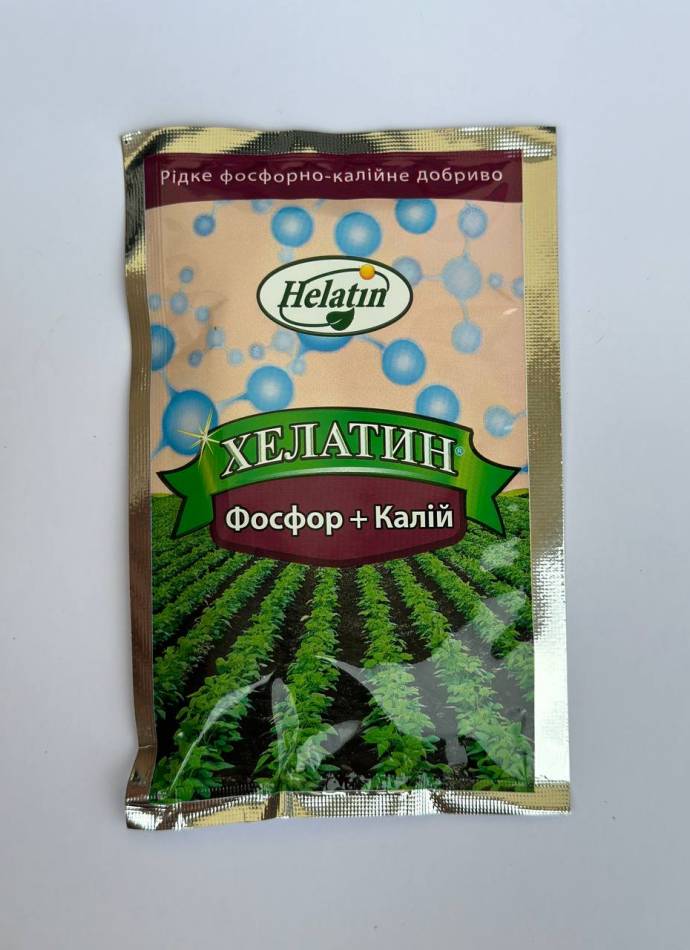 Рідке фосфорно-калійне добриво
Helatin
ХЕЛАТИН®
Фосфор + Калій